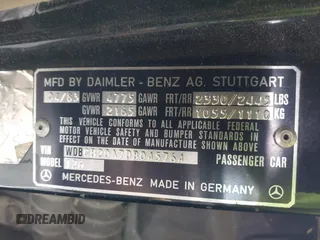 MFD BY DAIMLER - BENZ AG, STUTTGART
GVWR 4775 GAWR FRT/RR LBS
GVWR 2165 GAWR FRT/RR KG
THIS VEHICLE CONFORMS TO ALL APPLICABLE
FEDERAL MOTOR VEHICLE SAFETY
AND BUMPER STANDARDS IN EFFECT
ON THE DATE OF MANUFACTURE SHOWN ABOVE.
VIN
MODEL PASSENGER CAR
MERCEDES-BENZ MADE IN GERMANY
DREAMBID